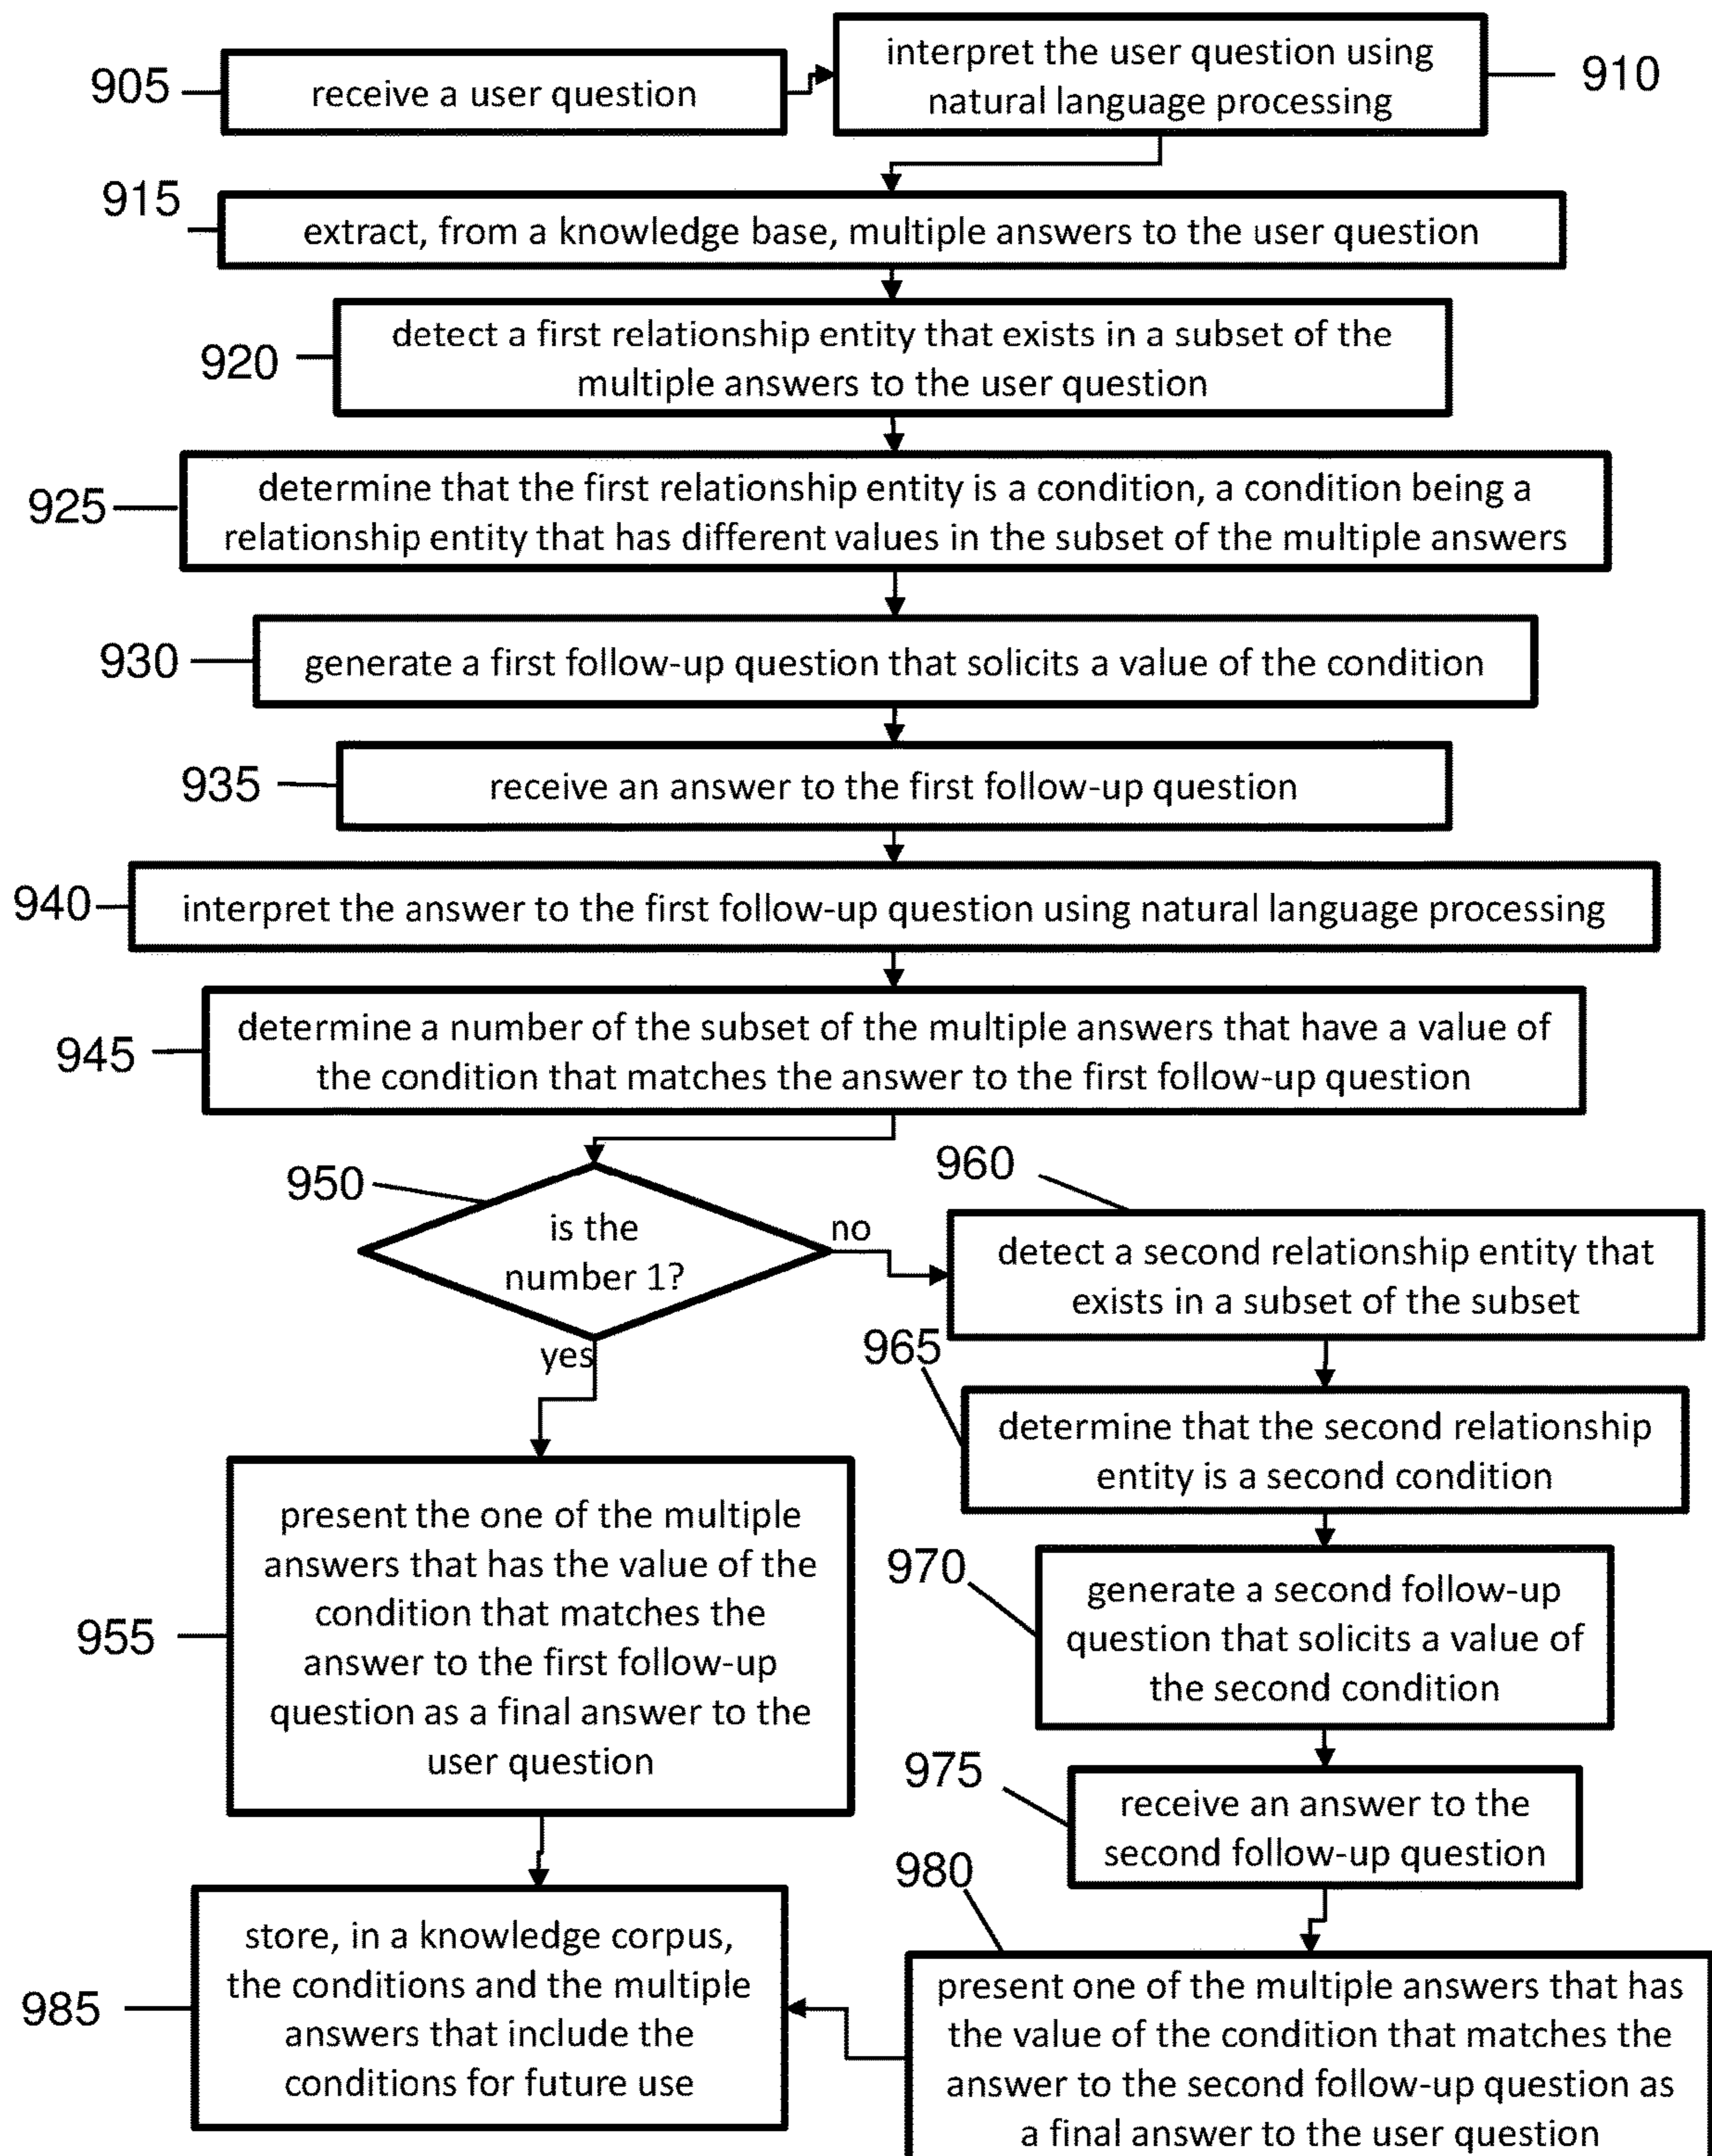 905
receive a user question
interpret the user question using
natural language processing
910
915
extract, from a knowledge base, multiple answers to the user question
920
detect a first relationship entity that exists in a subset of the
multiple answers to the user question
925
determine that the first relationship entity is a condition, a condition being a
relationship entity that has different values in the subset of the multiple answers
930
generate a first follow-up question that solicits a value of the condition
935
receive an answer to the first follow-up question
940
interpret the answer to the first follow-up question using natural language processing
945
determine a number of the subset of the multiple answers that have a value of
the condition that matches the answer to the first follow-up question
950
is the
number 1?
no
yes
960
detect a second relationship entity that
exists in a subset of the subset
965
determine that the second relationship
entity is a second condition
955
present the one of the multiple
answers that has the value of the
condition that matches the
answer to the first follow-up
question as a final answer to the
user question
970
generate a second follow-up
question that solicits a value of
the second condition
975
receive an answer to the
second follow-up question
980
present one of the multiple answers that has
the value of the condition that matches the
answer to the second follow-up question as
a final answer to the user question
985
store, in a knowledge corpus,
the conditions and the multiple
answers that include the
conditions for future use